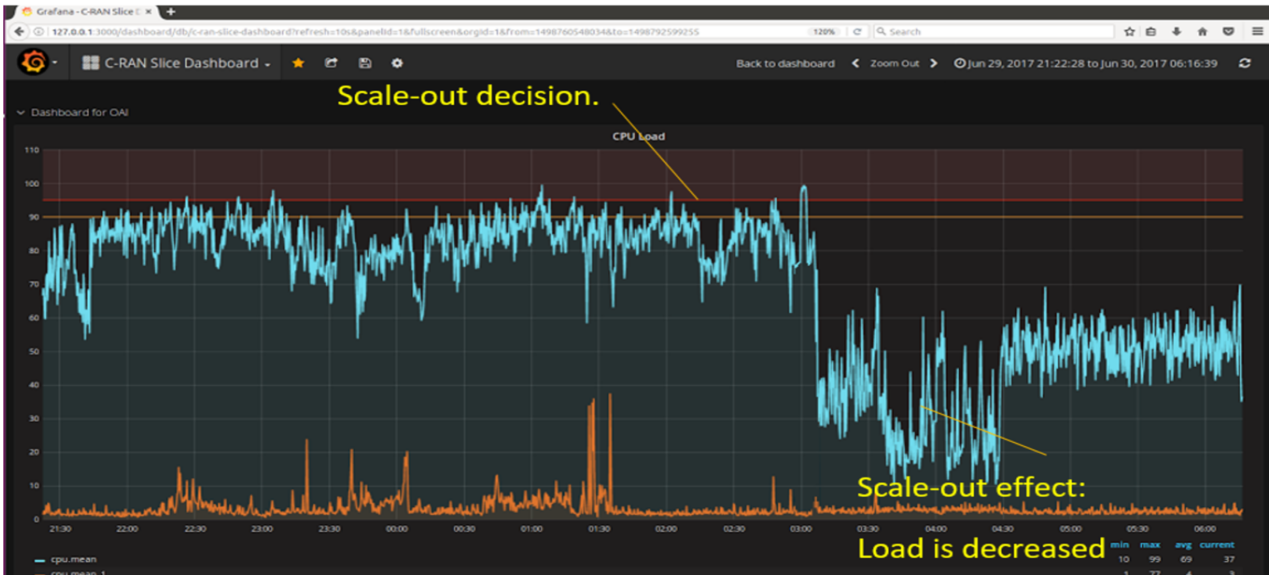 Grafana - C-RAN Slice D
127.0.0.1:3000/dashboard/db/c-ran-slice-dashboard?refresh=10s&panelId=1&fullscreen&orgId=1&from=1498760548034&to=1498792599255 120% Search
C-RAN Slice Dashboard Back to dashboard Zoom Out Jun 29, 2017 21:22:28 to Jun 30, 2017 06:16:39
Scale-out decision.
Dashboard for OAI
CPU Load
110
100
90
80
70
60
50
40
30
20
10
0
21:30 22:00 22:30 23:00 23:30 00:00 00:30 01:00 01:30 02:00 02:30 03:00 03:30 04:00 04:30 05:00 05:30 06:00
Scale-out effect:
Load is decreased
min max avg current
cpu.mean 10 99 69 37
cpu.mean_1 1 77 4 3